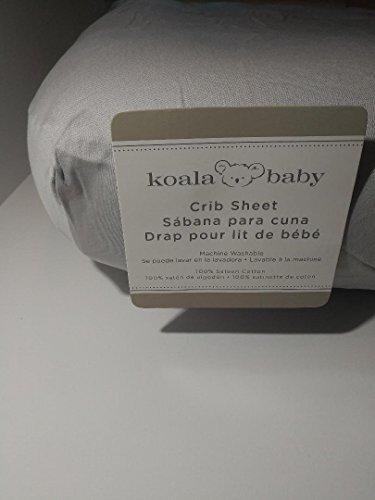 koala baby
Crib Sheet
Sábana para cuna
Drap pour lit de bébé
Machine Washable
Se puede lavar en la lavadora • Lavable à la machine
100% Sateen Cotton
100% satén de algodón • 100% satinette de coton